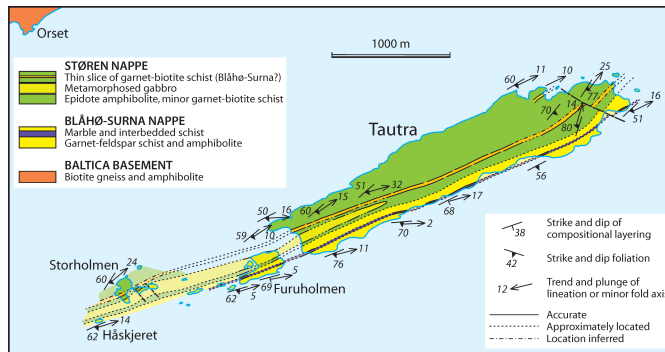 Orset
1000 m
STØREN NAPPE
Thin slice of garnet-biotite schist (Blåhø-Surna?)
Metamorphosed gabbro
Epidote amphibolite, minor garnet-biotite schist
BLÅHØ-SURNA NAPPE
Marble and interbedded schist
Garnet-feldspar schist and amphibolite
BALTICA BASEMENT
Biotite gneiss and amphibolite
Tautra
60 11 10 25
77 14 16
70 51
80
51 32
56
60 15
17
50 16
68
59 10
2
70
11
76
24
60
Storholmen
5
69
5
62
Furuholmen
14
62
Håskjeret
38
Strike and dip of
compositional layering
42
Strike and dip foliation
12
Trend and plunge of
lineation or minor fold axis
Accurate
Approximately located
Location inferred